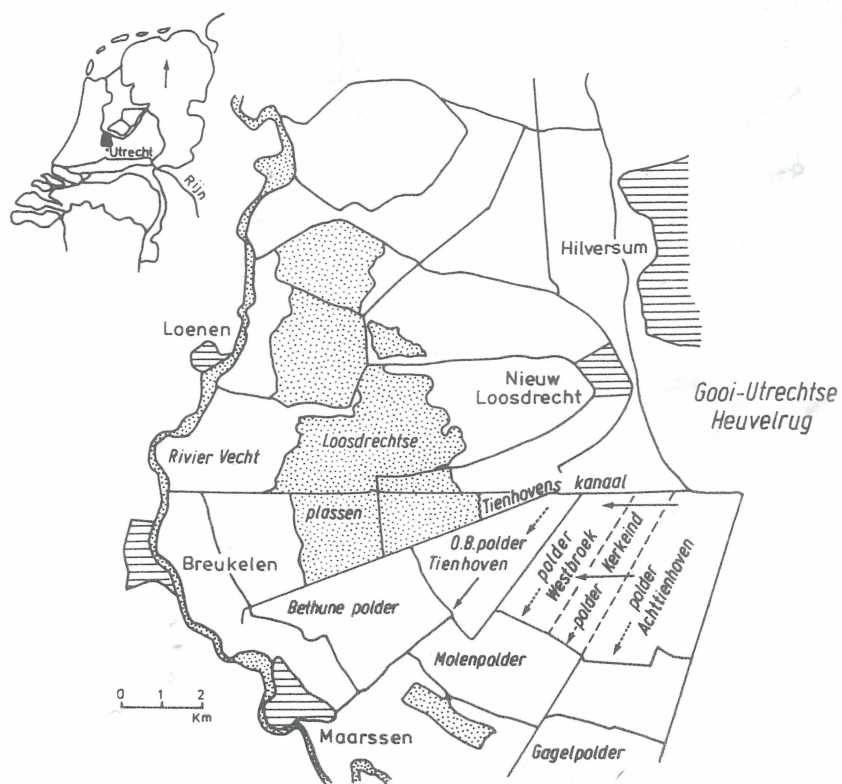 Utrecht
Rijn
Hilversum
Loenen
Nieuw
Loosdrecht
Gooi-Utrechtse
Heuvelrug
Rivier Vecht
Loosdrechtse
plassen
Tienhovens kanaal
O.B.polder
Tienhoven
polder
Westbroek
polder Kerkeind
polder
Achttienhoven
Breukelen
Bethune polder
Molenpolder
0 1 2
Km
Maarssen
Gagelpolder